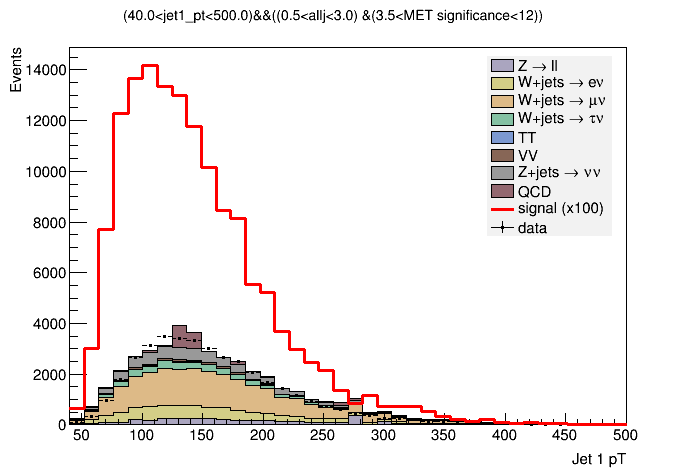 (40.0<jet1_pt<500.0)&&((0.5<allj<3.0) &(3.5<MET significance<12))
Events
14000
12000
10000
8000
6000
4000
2000
0
Z → ll
W+jets → eν
W+jets → μν
W+jets → τν
TT
VV
Z+jets → νν
QCD
signal (x100)
data
50 100 150 200 250 300 350 400 450 500
Jet 1 pT